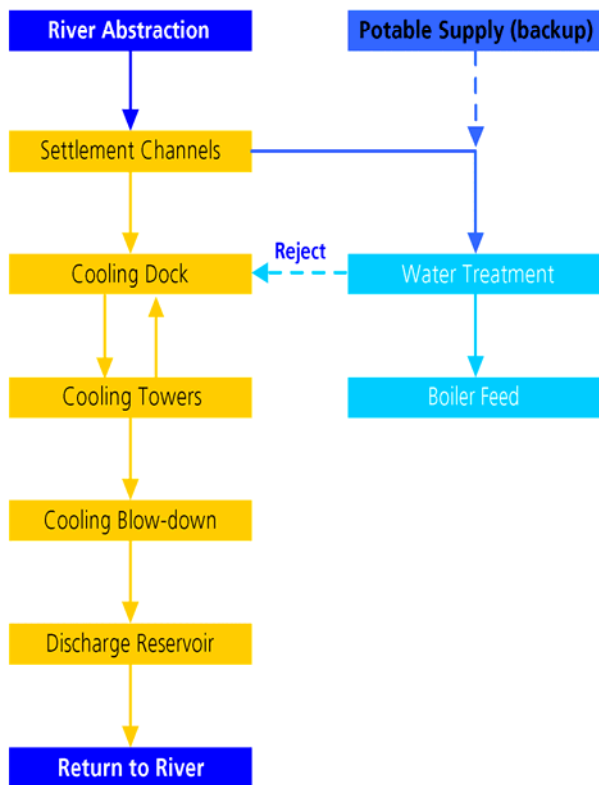 River Abstraction
Potable Supply (backup)
Settlement Channels
Reject
Cooling Dock
Water Treatment
Cooling Towers
Boiler Feed
Cooling Blow-down
Discharge Reservoir
Return to River